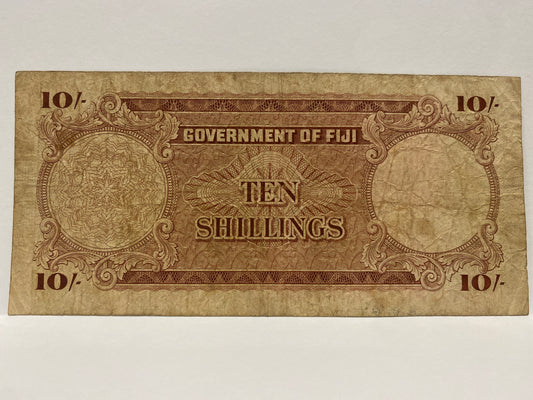 10/- 10/-
GOVERNMENT OF FIJI
TEN
SHILLINGS
10/- 10/-